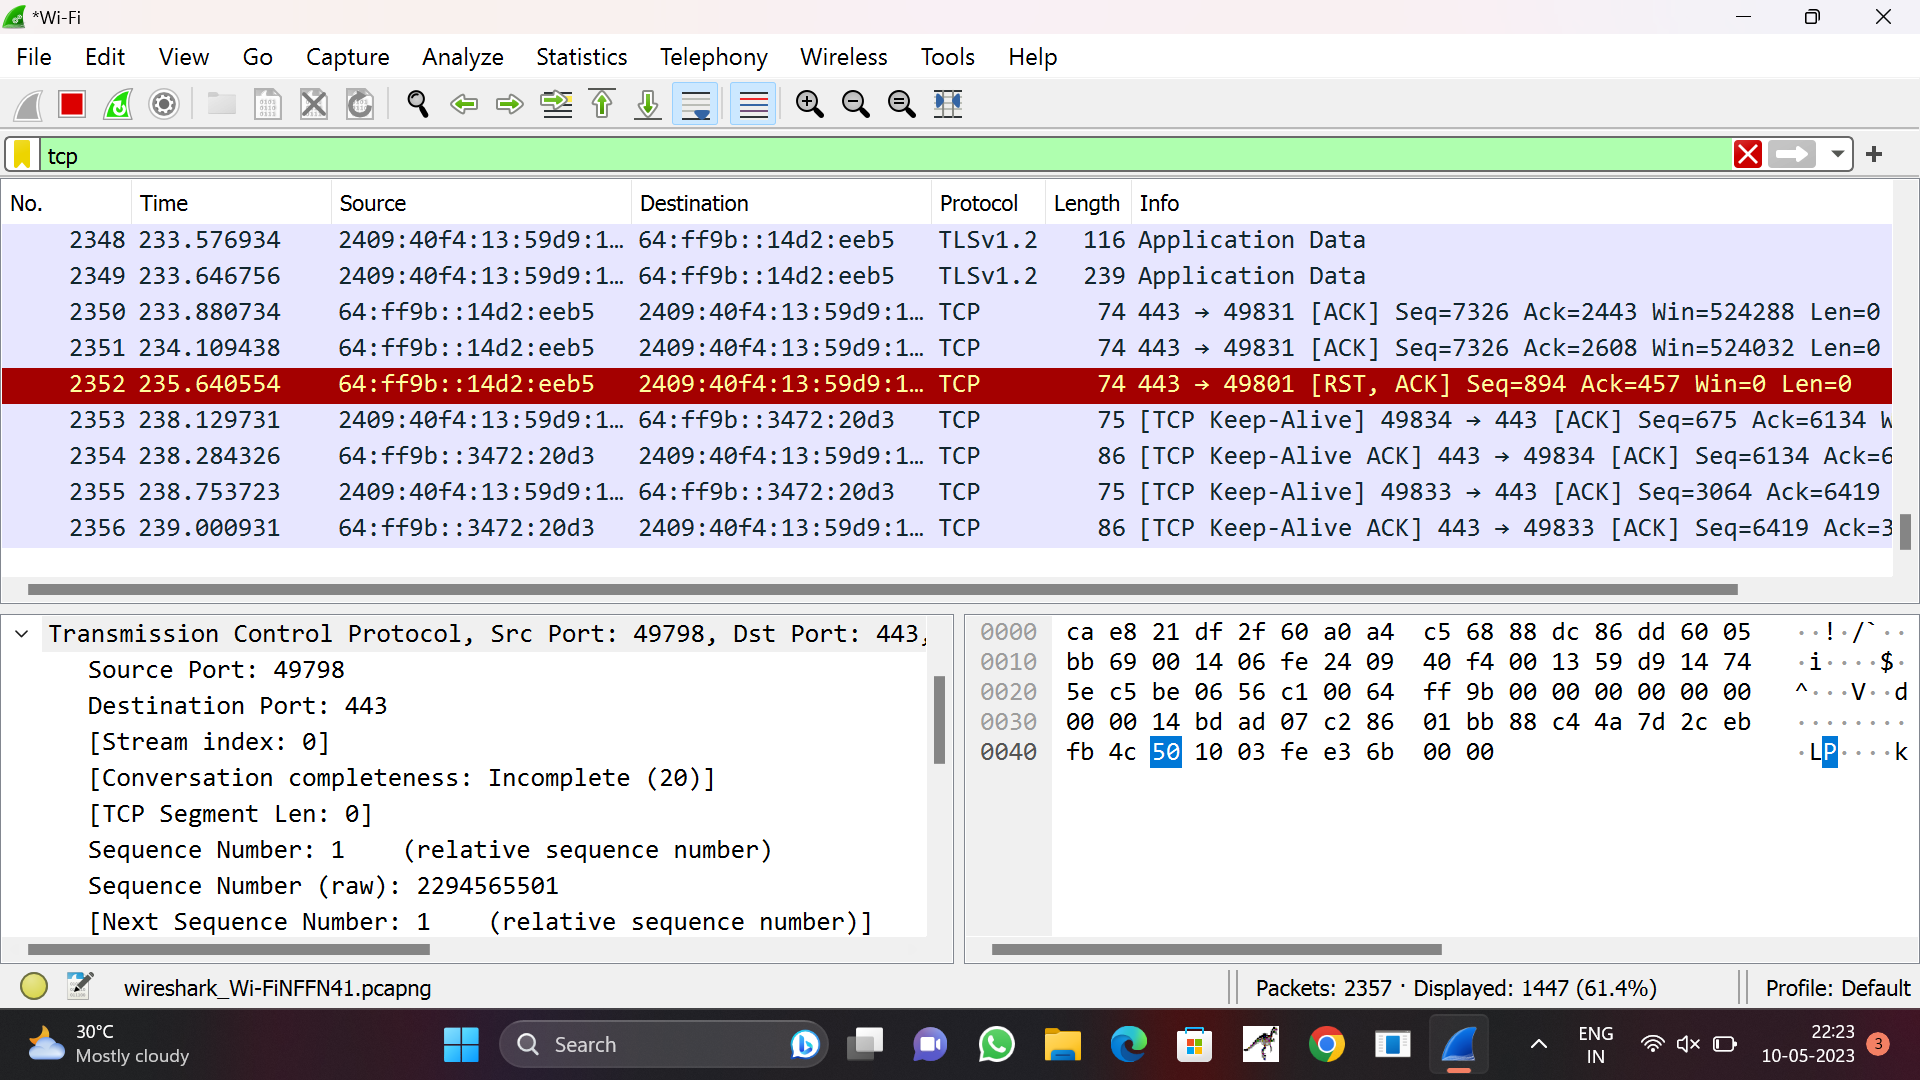 *Wi-Fi
File Edit View Go Capture Analyze Statistics Telephony Wireless Tools Help
tcp
No. Time Source Destination Protocol Length Info
2348 233.576934 2409:40f4:13:59d9:1… 64:ff9b::14d2:eeb5 TLSv1.2 116 Application Data
2349 233.646756 2409:40f4:13:59d9:1… 64:ff9b::14d2:eeb5 TLSv1.2 239 Application Data
2350 233.880734 64:ff9b::14d2:eeb5 2409:40f4:13:59d9:1… TCP 74 443 → 49831 [ACK] Seq=7326 Ack=2443 Win=524288 Len=0
2351 234.109438 64:ff9b::14d2:eeb5 2409:40f4:13:59d9:1… TCP 74 443 → 49831 [ACK] Seq=7326 Ack=2608 Win=524032 Len=0
2352 235.640554 64:ff9b::14d2:eeb5 2409:40f4:13:59d9:1… TCP 74 443 → 49801 [RST, ACK] Seq=894 Ack=457 Win=0 Len=0
2353 238.129731 2409:40f4:13:59d9:1… 64:ff9b::3472:20d3 TCP 75 [TCP Keep-Alive] 49834 → 443 [ACK] Seq=675 Ack=6134 W
2354 238.284326 64:ff9b::3472:20d3 2409:40f4:13:59d9:1… TCP 86 [TCP Keep-Alive ACK] 443 → 49834 [ACK] Seq=6134 Ack=6
2355 238.753723 2409:40f4:13:59d9:1… 64:ff9b::3472:20d3 TCP 75 [TCP Keep-Alive] 49833 → 443 [ACK] Seq=3064 Ack=6419
2356 239.000931 64:ff9b::3472:20d3 2409:40f4:13:59d9:1… TCP 86 [TCP Keep-Alive ACK] 443 → 49833 [ACK] Seq=6419 Ack=3
Transmission Control Protocol, Src Port: 49798, Dst Port: 443,
Source Port: 49798
Destination Port: 443
[Stream index: 0]
[Conversation completeness: Incomplete (20)]
[TCP Segment Len: 0]
Sequence Number: 1 (relative sequence number)
Sequence Number (raw): 2294565501
[Next Sequence Number: 1 (relative sequence number)]
0000 ca e8 21 df 2f 60 a0 a4 c5 68 88 dc 86 dd 60 05 ··!·/`··
0010 bb 69 00 14 06 fe 24 09 40 f4 00 13 59 d9 14 74 ·i····$·
0020 5e c5 be 06 56 c1 00 64 ff 9b 00 00 00 00 00 00 ^···V··d
0030 00 00 14 bd ad 07 c2 86 01 bb 88 c4 4a 7d 2c eb ········
0040 fb 4c 50 10 03 fe e3 6b 00 00 ·LP····k
wireshark_Wi-FiNFFN41.pcapng
Packets: 2357 · Displayed: 1447 (61.4%)
Profile: Default
30°C
Mostly cloudy
Search
ENG
IN
22:23
10-05-2023
3